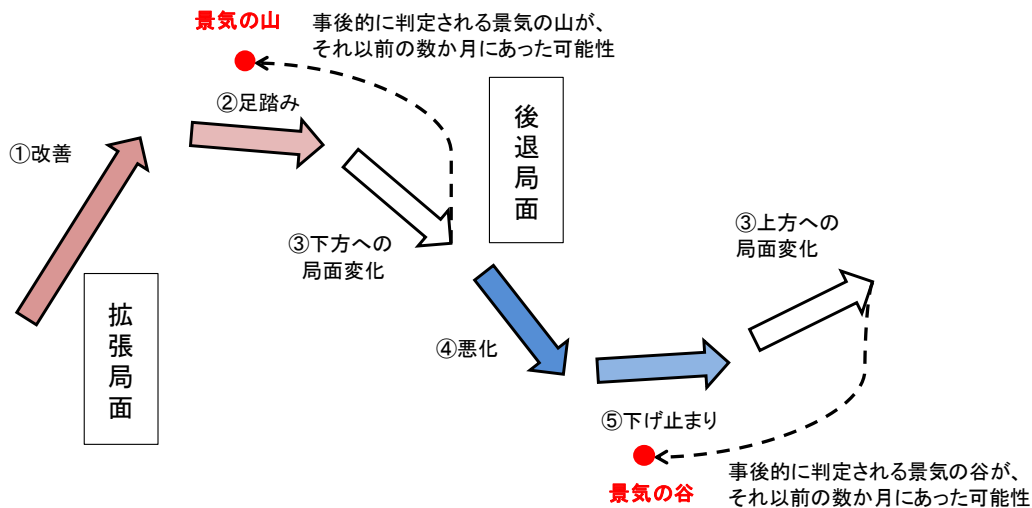 景気の山
事後的に判定される景気の山が、
それ以前の数か月にあった可能性
②足踏み
①改善
後退局面
③下方への
局面変化
③上方への
局面変化
拡張局面
④悪化
⑤下げ止まり
景気の谷
事後的に判定される景気の谷が、
それ以前の数か月にあった可能性